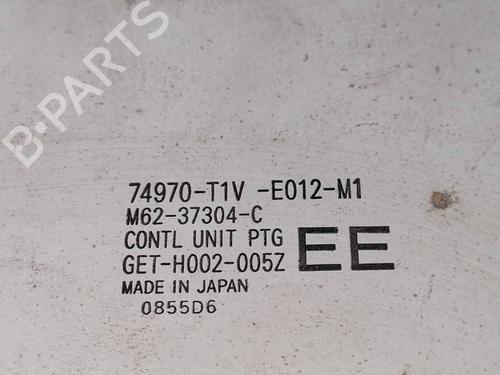 B-PARTS
74970-T1V -E012-M1
M62-37304-C
CONTL UNIT PTG
GET-H002-005Z
EE
MADE IN JAPAN
0855D6